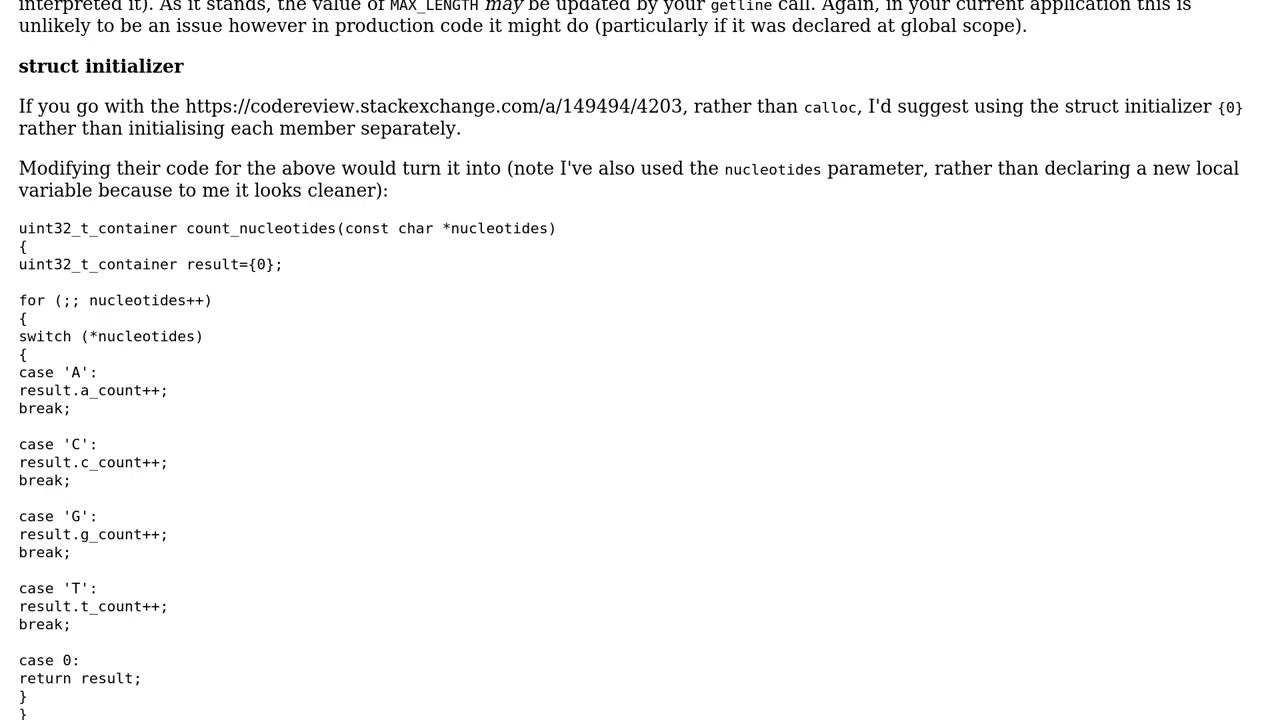 interpreted it). As it stands, the value of MAX_LENGTH may be updated by your getline call. Again, in your current application this is
unlikely to be an issue however in production code it might do (particularly if it was declared at global scope).
struct initializer
If you go with the https://codereview.stackexchange.com/a/149494/4203, rather than calloc, I'd suggest using the struct initializer {0}
rather than initialising each member separately.
Modifying their code for the above would turn it into (note I've also used the nucleotides parameter, rather than declaring a new local
variable because to me it looks cleaner):
uint32_t_container count_nucleotides(const char *nucleotides)
{
uint32_t_container result={0};
for (;; nucleotides++)
{
switch (*nucleotides)
{
case 'A':
result.a_count++;
break;
case 'C':
result.c_count++;
break;
case 'G':
result.g_count++;
break;
case 'T':
result.t_count++;
break;
case 0:
return result;
}
}